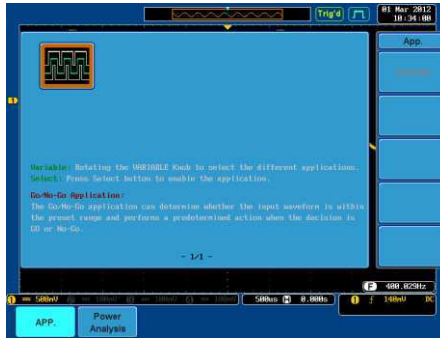 Trig'd
01 Mar 2012
10:34:00
App.
Variable: Rotating the VARIABLE Knob to select the different applications.
Select: Press Select button to enable the application.
Go/No-Go Application:
The Go/No-Go application can determine whether the input waveform is within
the preset range and performs a predetermined action when the decision is
GO or No-Go.
- 1/1 -
F 400.029Hz
1 500mV 500us H 0.000s 1 f 140mV DC
APP.
Power
Analysis